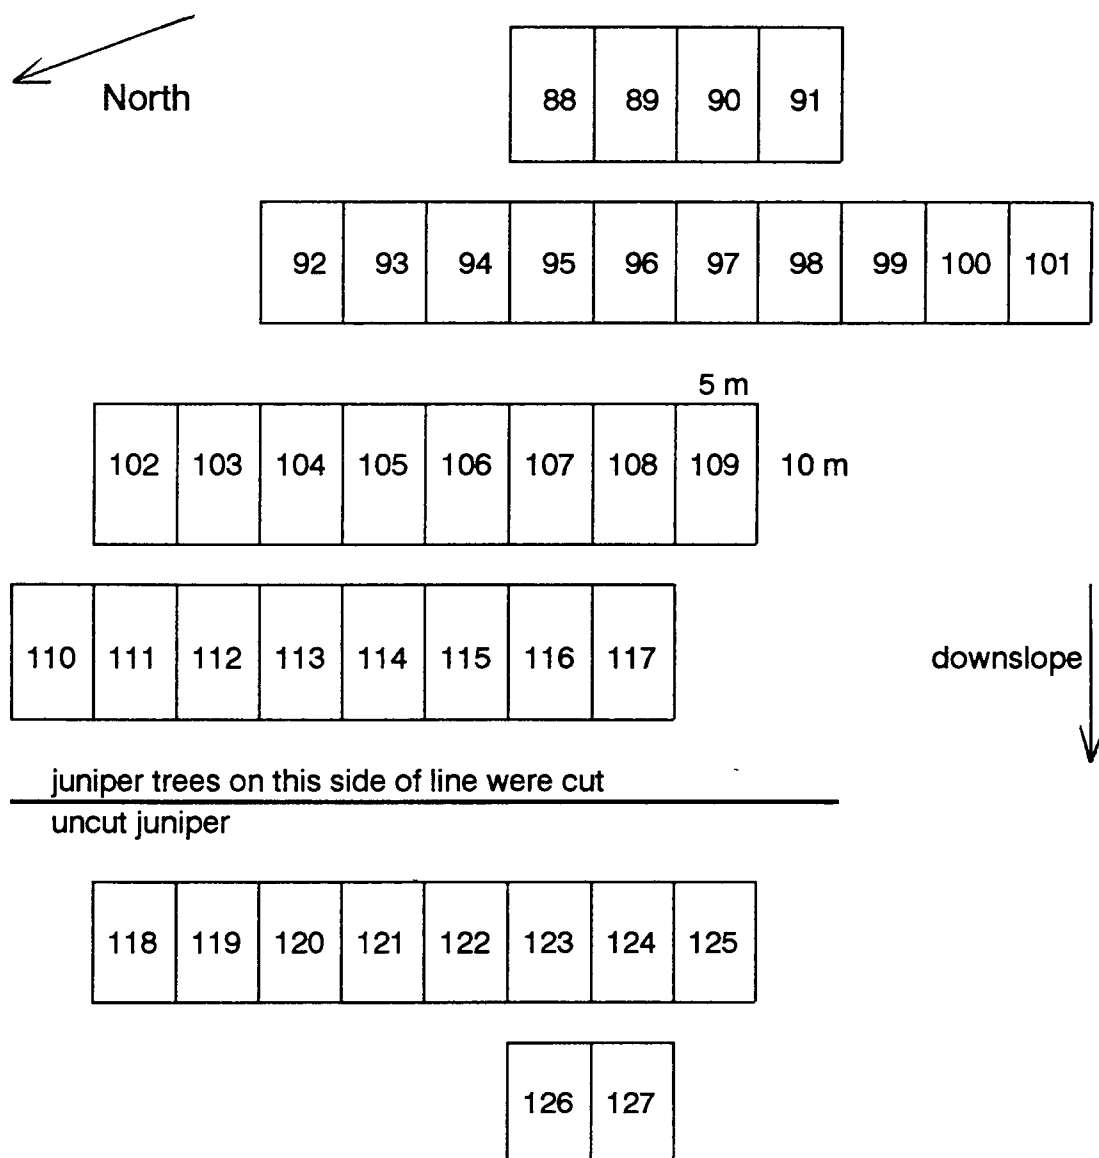 North
88 89 90 91
92 93 94 95 96 97 98 99 100 101
5 m
102 103 104 105 106 107 108 109 10 m
110 111 112 113 114 115 116 117
downslope
juniper trees on this side of line were cut
uncut juniper
118 119 120 121 122 123 124 125
126 127